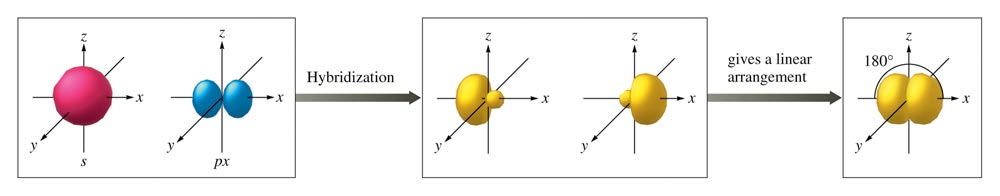 z
x
y
s
z
x
y
px
Hybridization
z
x
y
z
x
y
gives a linear
arrangement
180°
z
x
y